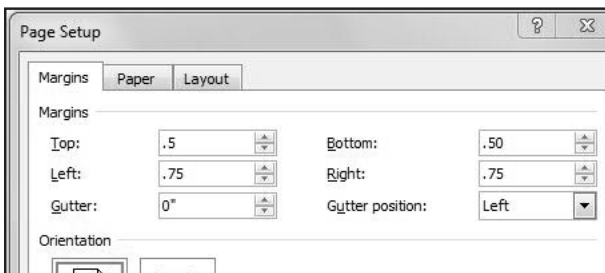 Page Setup
Margins Paper Layout
Margins
Top: .5 Bottom: .50
Left: .75 Right: .75
Gutter: 0" Gutter position: Left
Orientation